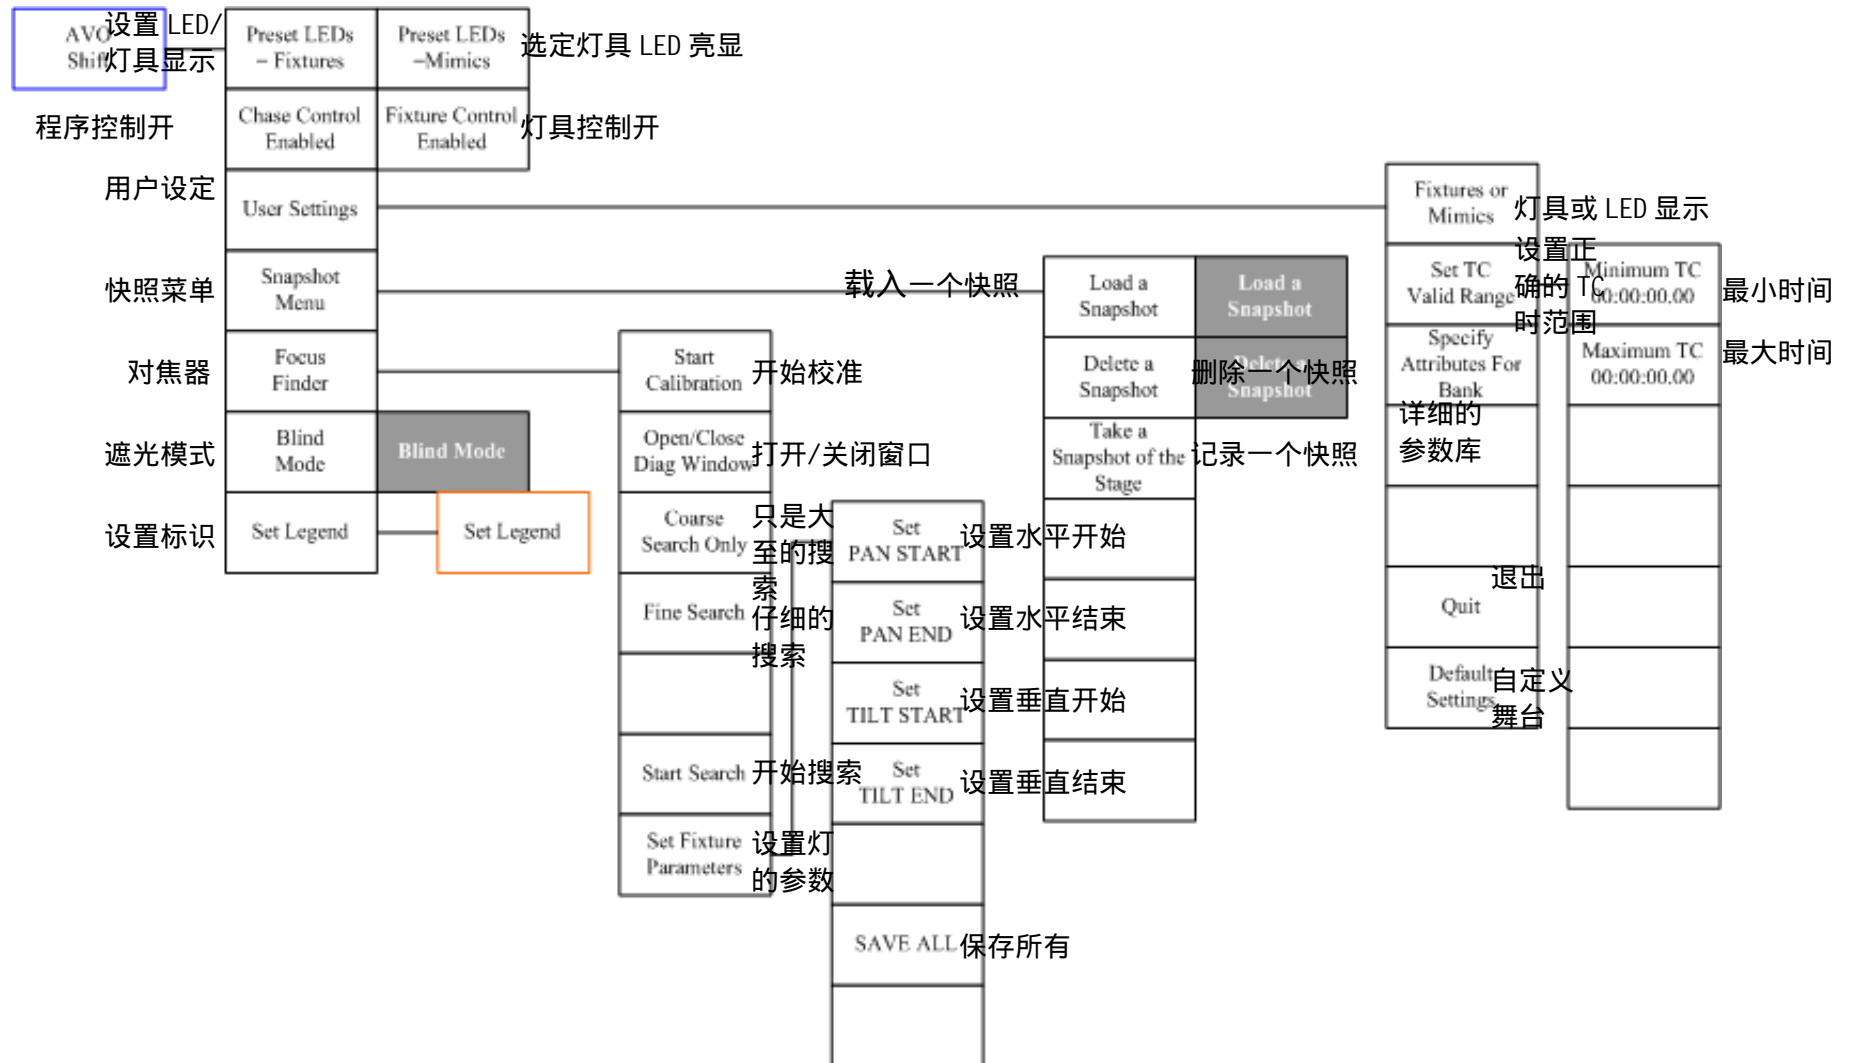 AVO
Shift
设置 LED/
灯具显示
Preset LEDs
– Fixtures
Preset LEDs
–Mimics
选定灯具 LED 亮显
程序控制开
Chase Control
Enabled
Fixture Control
Enabled
灯具控制开
用户设定
User Settings
Fixtures or
Mimics
灯具或 LED 显示
快照菜单
Snapshot
Menu
载入一个快照
Load a
Snapshot
Load a
Snapshot
Set TC
Valid Range
设置正
确的 TC
时范围
Minimum TC
00:00:00.00
最小时间
对焦器
Focus
Finder
Start
Calibration
开始校准
Delete a
Snapshot
Delete a
Snapshot
删除一个快照
Specify
Attributes For
Bank
详细的
参数库
Maximum TC
00:00:00.00
最大时间
遮光模式
Blind
Mode
Blind Mode
Open/Close
Diag Window
打开/关闭窗口
Take a
Snapshot of the
Stage
记录一个快照
设置标识
Set Legend
Set Legend
Coarse
Search Only
只是大
至的搜
索
Set
PAN START
设置水平开始
Fine Search
仔细的
搜索
Set
PAN END
设置水平结束
Quit
退出
Set
TILT START
设置垂直开始
Default
Settings
自定义
舞台
Start Search
开始搜索
Set
TILT END
设置垂直结束
Set Fixture
Parameters
设置灯
的参数
SAVE ALL
保存所有